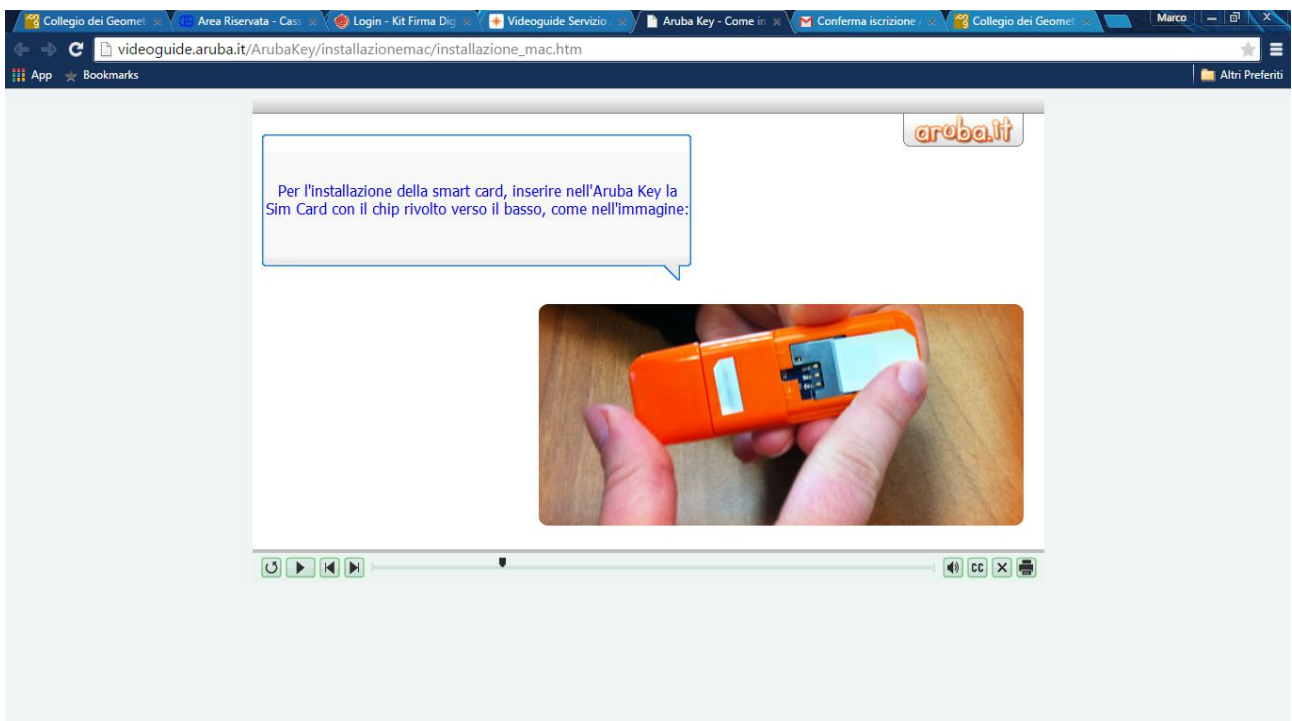 Collegio dei Geomet
Area Riservata - Cass
Login - Kit Firma Dig
Videoguide Servizio
Aruba Key - Come in
Conferma iscrizione
Collegio dei Geomet
Marco
videoguide.aruba.it/ArubaKey/installazionemac/installazione_mac.htm
App
Bookmarks
Altri Preferiti
aruba.it
Per l'installazione della smart card, inserire nell'Aruba Key la
Sim Card con il chip rivolto verso il basso, come nell'immagine:
CC